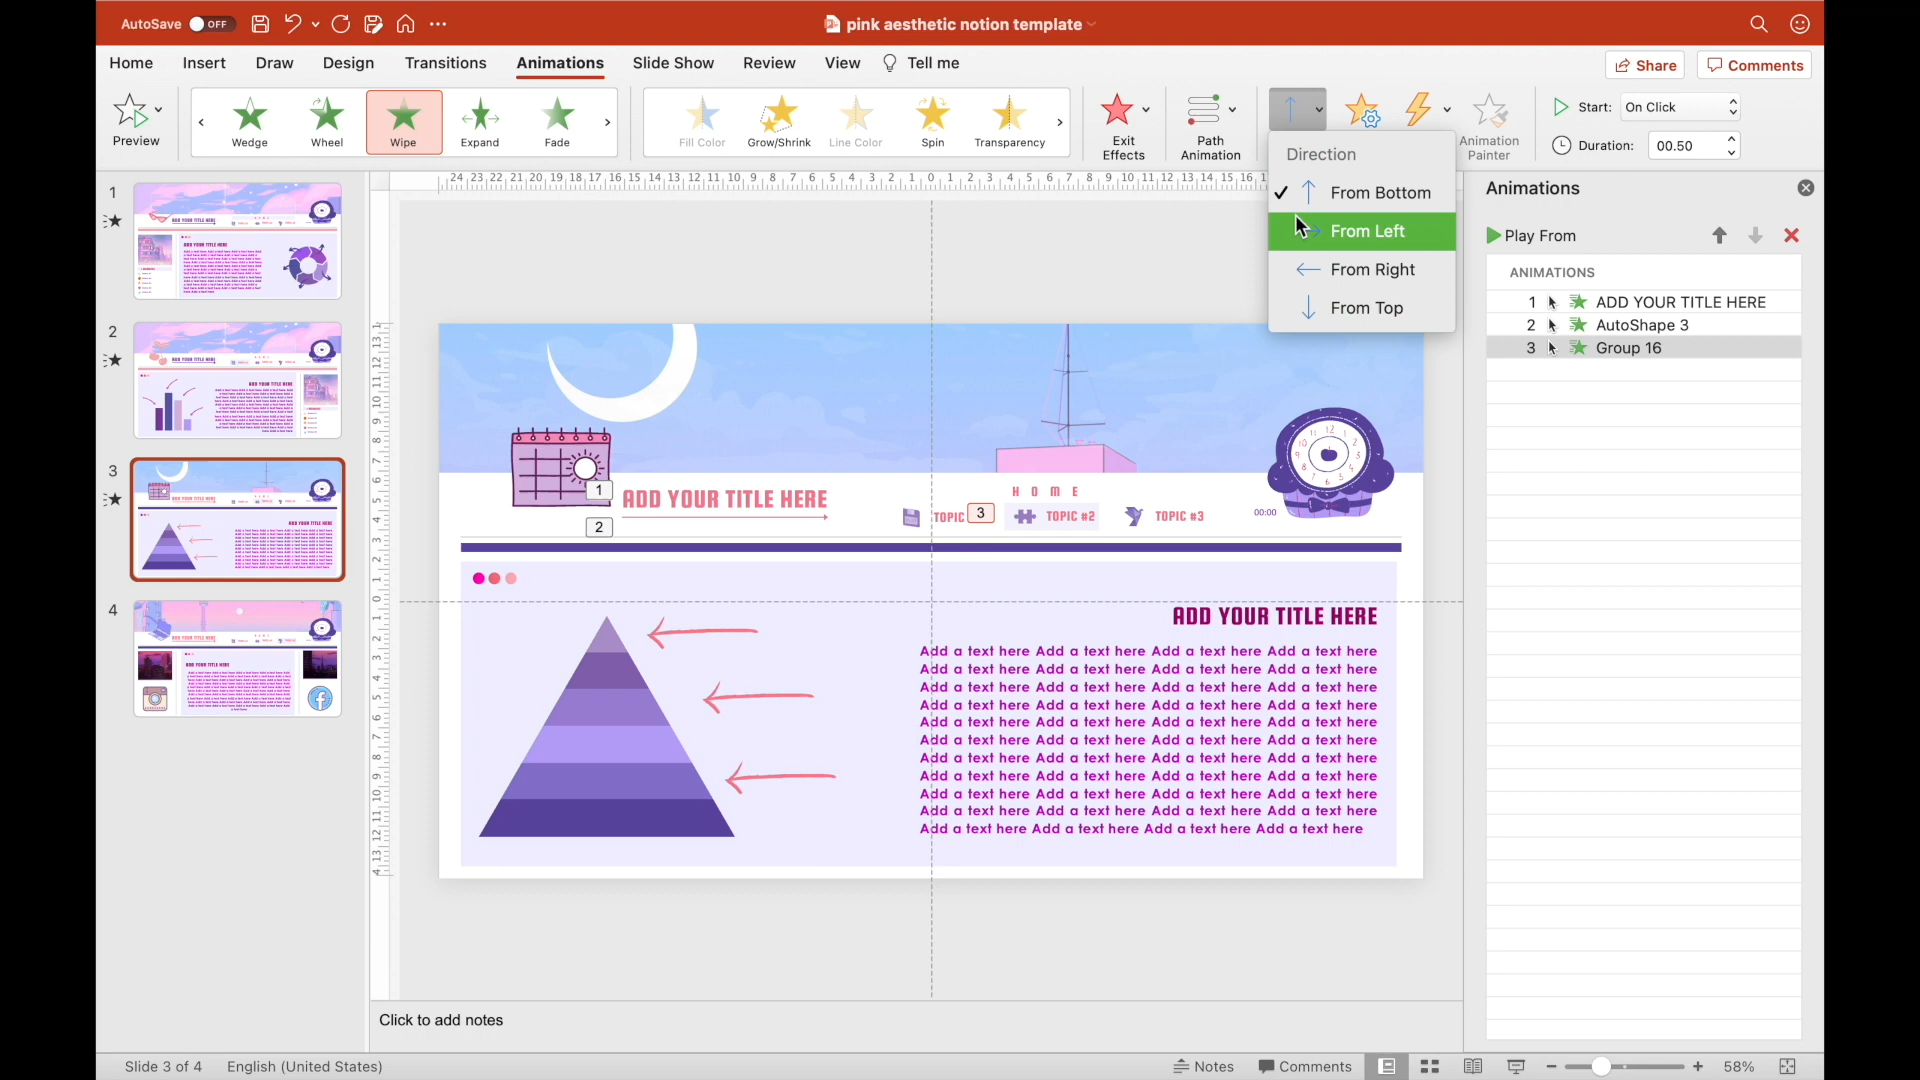 AutoSave OFF
pink aesthetic notion template
Home Insert Draw Design Transitions Animations Slide Show Review View Tell me
Share Comments
Preview
Wedge Wheel Wipe Expand Fade
Fill Color Grow/Shrink Line Color Spin Transparency
Exit Effects
Path Animation
Animation Painter
Start: On Click
Duration: 00.50
Direction
From Bottom
From Left
From Right
From Top
Animations
Play From
ANIMATIONS
1 ADD YOUR TITLE HERE
2 AutoShape 3
3 Group 16
1
2
3
4
1 ADD YOUR TITLE HERE
2
HOME
TOPIC 3 TOPIC #2 TOPIC #3
00:00
ADD YOUR TITLE HERE
Add a text here Add a text here Add a text here Add a text here
Add a text here Add a text here Add a text here Add a text here
Add a text here Add a text here Add a text here Add a text here
Add a text here Add a text here Add a text here Add a text here
Add a text here Add a text here Add a text here Add a text here
Add a text here Add a text here Add a text here Add a text here
Add a text here Add a text here Add a text here Add a text here
Add a text here Add a text here Add a text here Add a text here
Add a text here Add a text here Add a text here Add a text here
Add a text here Add a text here Add a text here Add a text here
Add a text here Add a text here Add a text here Add a text here
Click to add notes
Slide 3 of 4 English (United States)
Notes Comments 58%